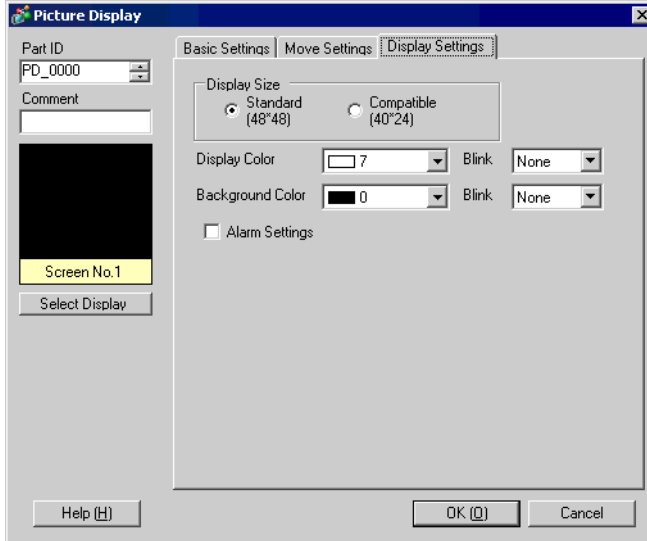 Picture Display
Part ID
PD_0000
Comment
Screen No.1
Select Display
Basic Settings Move Settings Display Settings
Display Size
Standard (48*48) Compatible (40*24)
Display Color 7 Blink None
Background Color 0 Blink None
Alarm Settings
Help (H) OK (O) Cancel